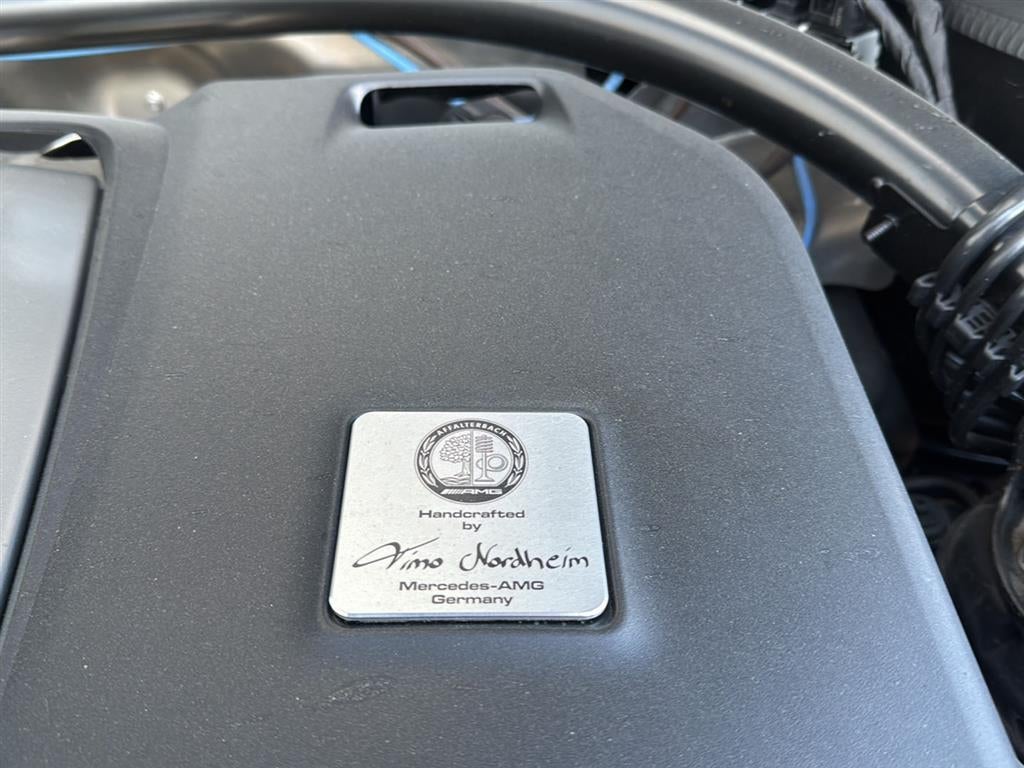 AFFALTERBACH
AMG
Handcrafted
by
Timo Nordheim
Mercedes-AMG
Germany